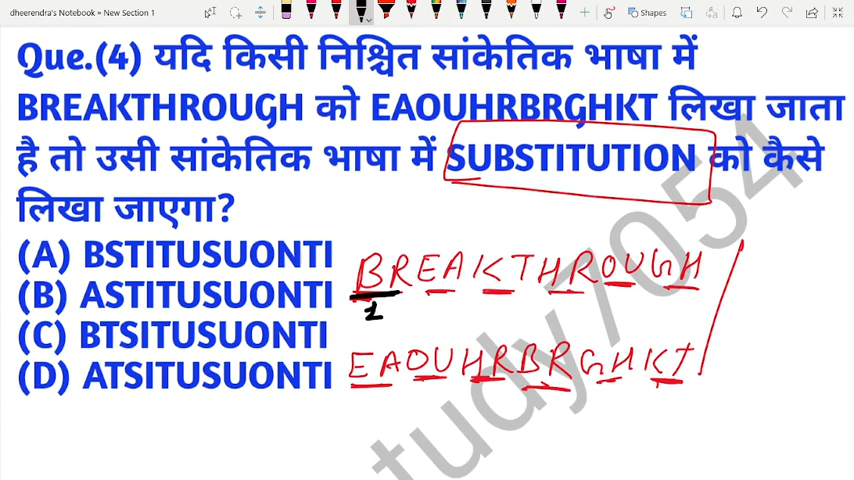 dheerendra's Notebook » New Section 1
Shapes
Que.(4) यदि किसी निश्चित सांकेतिक भाषा में
BREAKTHROUGH को EAOUHRBRGHKT लिखा जाता
है तो उसी सांकेतिक भाषा में SUBSTITUTION को कैसे
लिखा जाएगा?
(A) BSTITUSUONTI
(B) ASTITUSUONTI
(C) BTSITUSUONTI
(D) ATSITUSUONTI
BREAKTHROUGH
1
EAOUHRBRGHKT
study7054